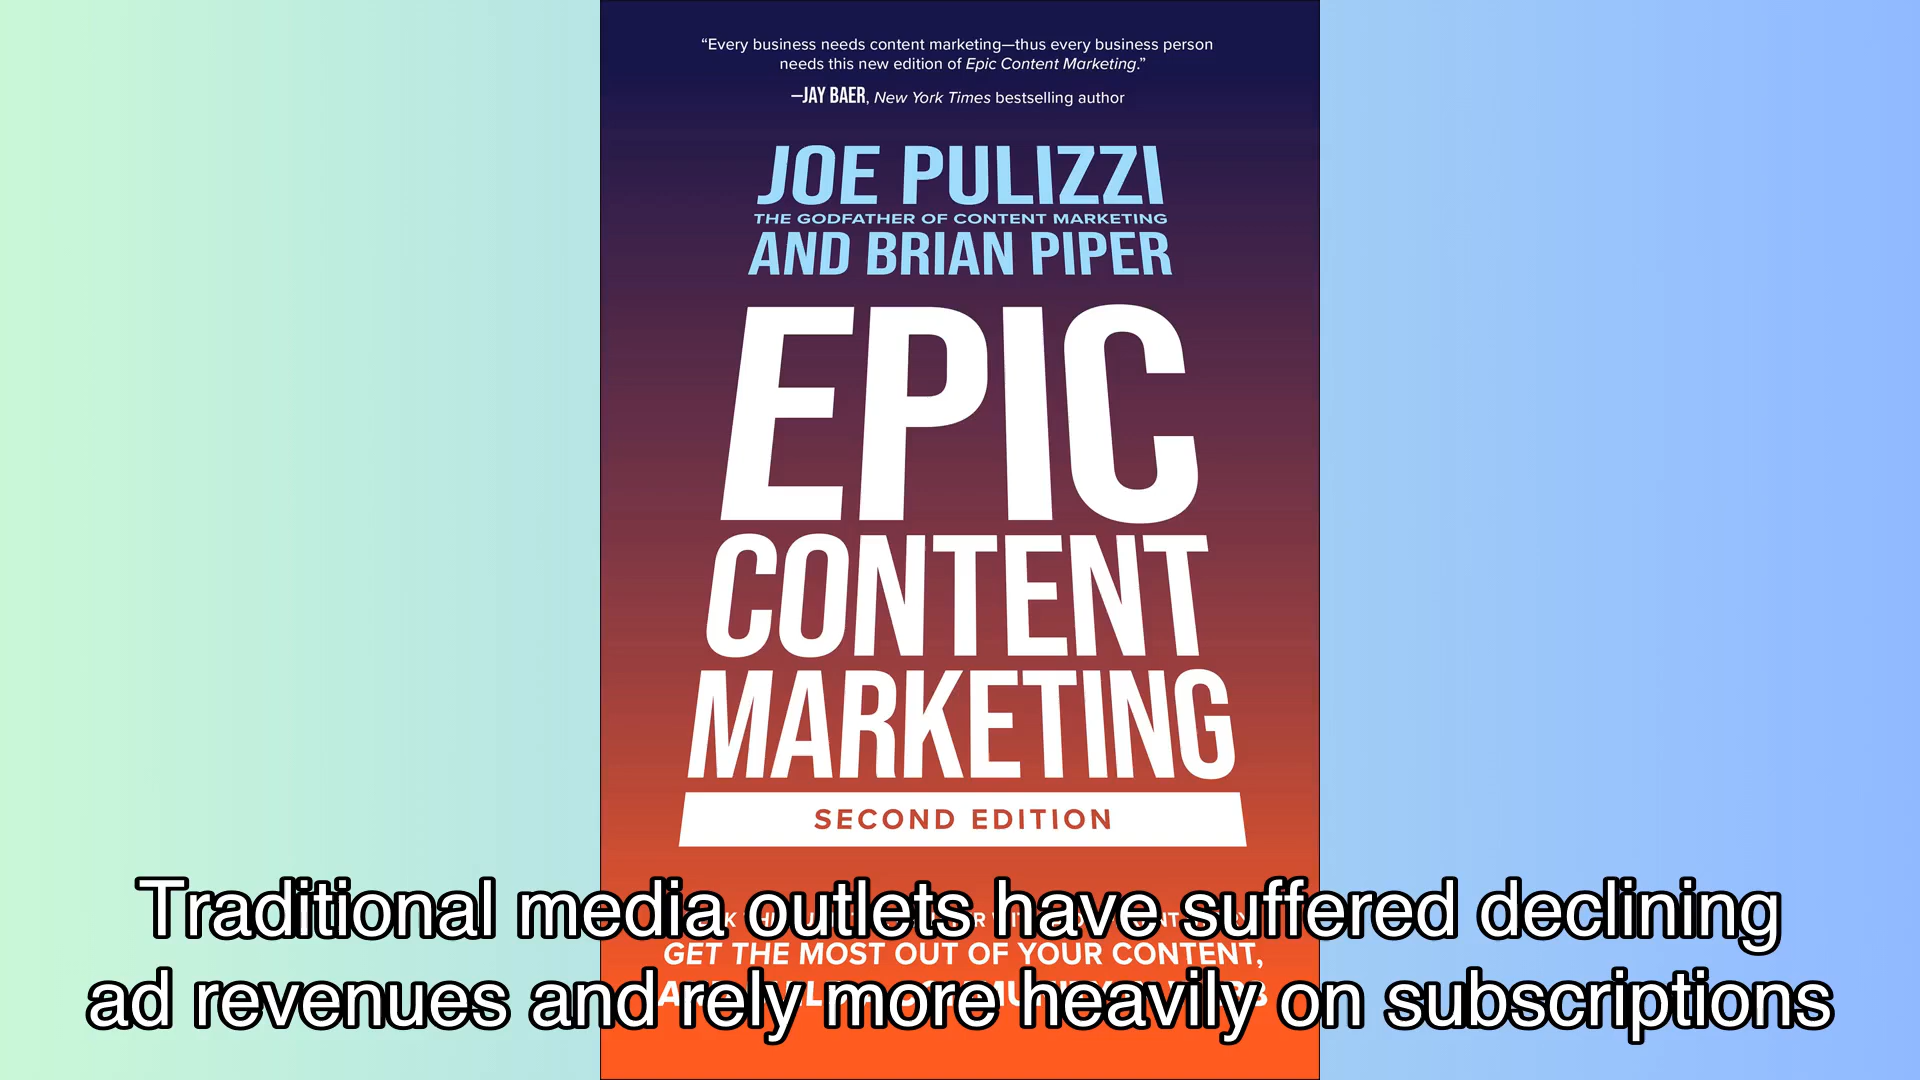 “Every business needs content marketing—thus every business person
needs this new edition of Epic Content Marketing.”
—JAY BAER, New York Times bestselling author
JOE PULIZZI
THE GODFATHER OF CONTENT MARKETING
AND BRIAN PIPER
EPIC
CONTENT
MARKETING
SECOND EDITION
Traditional media outlets have suffered declining
GET THE MOST OUT OF YOUR CONTENT,
ad revenues and rely more heavily on subscriptions